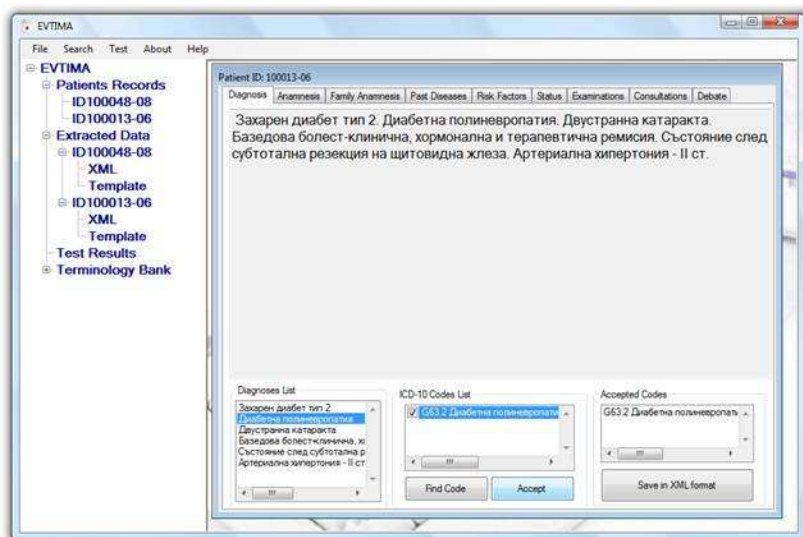 EVTIMA
File Search Test About Help
EVTIMA
Patients Records
ID100048-08
ID100013-06
Extracted Data
ID100048-08
XML
Template
ID100013-06
XML
Template
Test Results
Terminology Bank
Patient ID: 100013-06
Diagnosis Anamnesis Family Anamnesis Past Diseases Risk Factors Status Examinations Consultations Debate
Захарен диабет тип 2. Диабетна полиневропатия. Двустранна катаракта.
Базедова болест-клинична, хормонална и терапевтична ремисия. Състояние след
субтотална резекция на щитовидна жлеза. Артериална хипертония - II ст.
Diagnoses List
Захарен диабет тип 2
Диабетна полиневропатия
Двустранна катаракта
Базедова болест-клинична, хо
Състояние след субтотална р
Артериална хипертония - II ст
ICD-10 Codes List
G63.2 Диабетна полиневропати
Find Code
Accept
Accepted Codes
G63.2 Диабетна полиневропати
Save in XML format